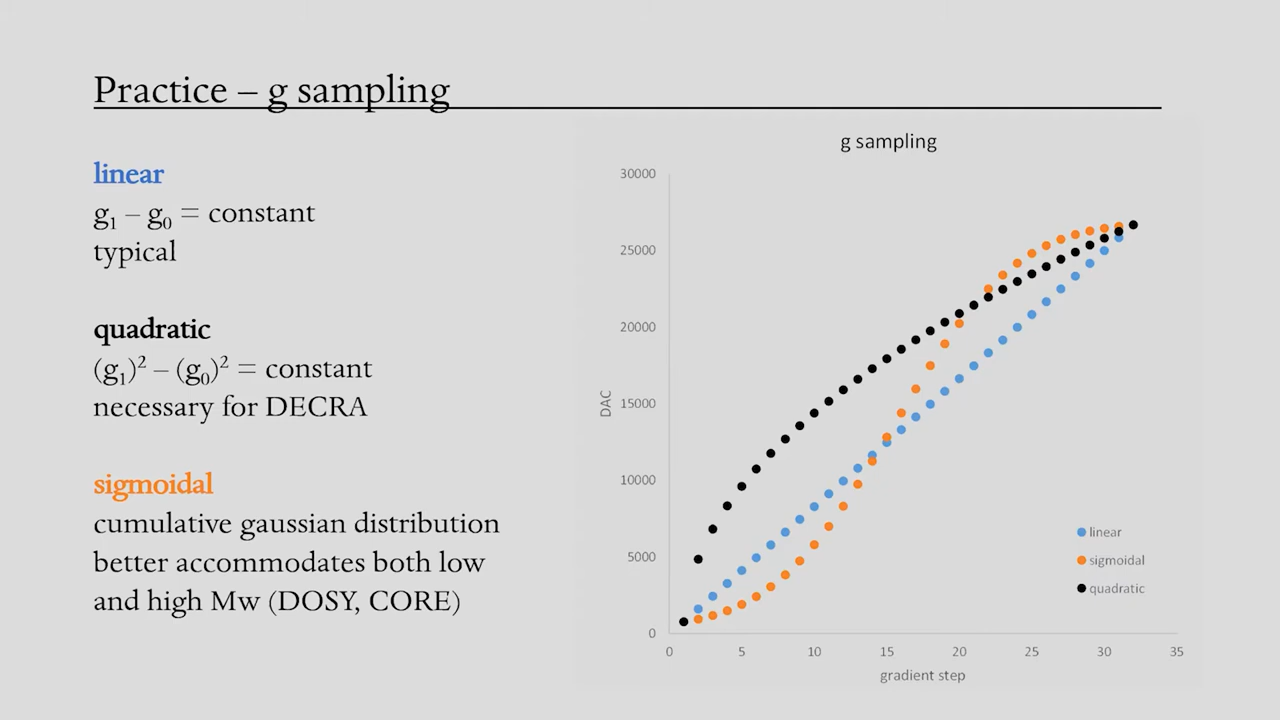 Practice – g sampling
linear
g₁ – g₀ = constant
typical
quadratic
(g₁)² – (g₀)² = constant
necessary for DECRA
sigmoidal
cumulative gaussian distribution
better accommodates both low
and high Mw (DOSY, CORE)
g sampling
30000
25000
20000
15000
10000
5000
0
DAC
0 5 10 15 20 25 30 35
gradient step
linear
sigmoidal
quadratic